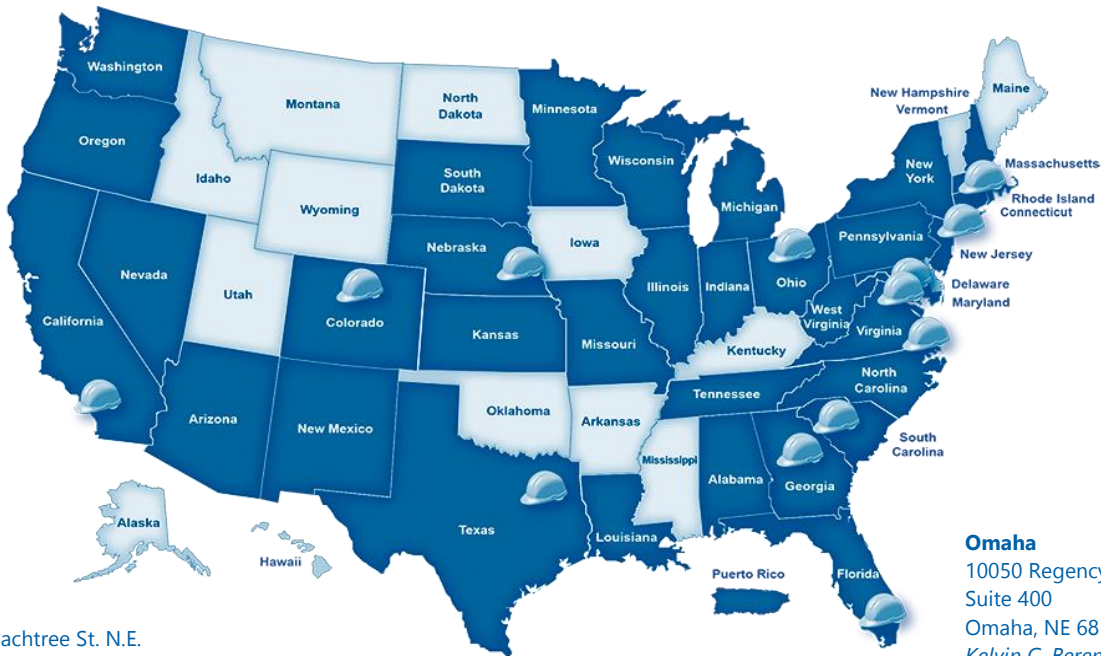 Washington
Montana
North
Dakota
Minnesota
New Hampshire
Vermont
Maine
Oregon
Idaho
South
Dakota
Wisconsin
Michigan
New
York
Massachusetts
Rhode Island
Connecticut
Wyoming
Nebraska
Iowa
Pennsylvania
New Jersey
Nevada
Utah
Colorado
Illinois
Indiana
Ohio
Delaware
Maryland
California
Kansas
Missouri
West
Virginia
Virginia
Kentucky
North
Carolina
Tennessee
Arizona
New Mexico
Oklahoma
Arkansas
South
Carolina
Mississippi
Alabama
Georgia
Alaska
Texas
Louisiana
Hawaii
Puerto Rico
Florida
Omaha
10050 Regency
Suite 400
Omaha, NE 68
Kelvin C. Beren
achtree St. N.E.